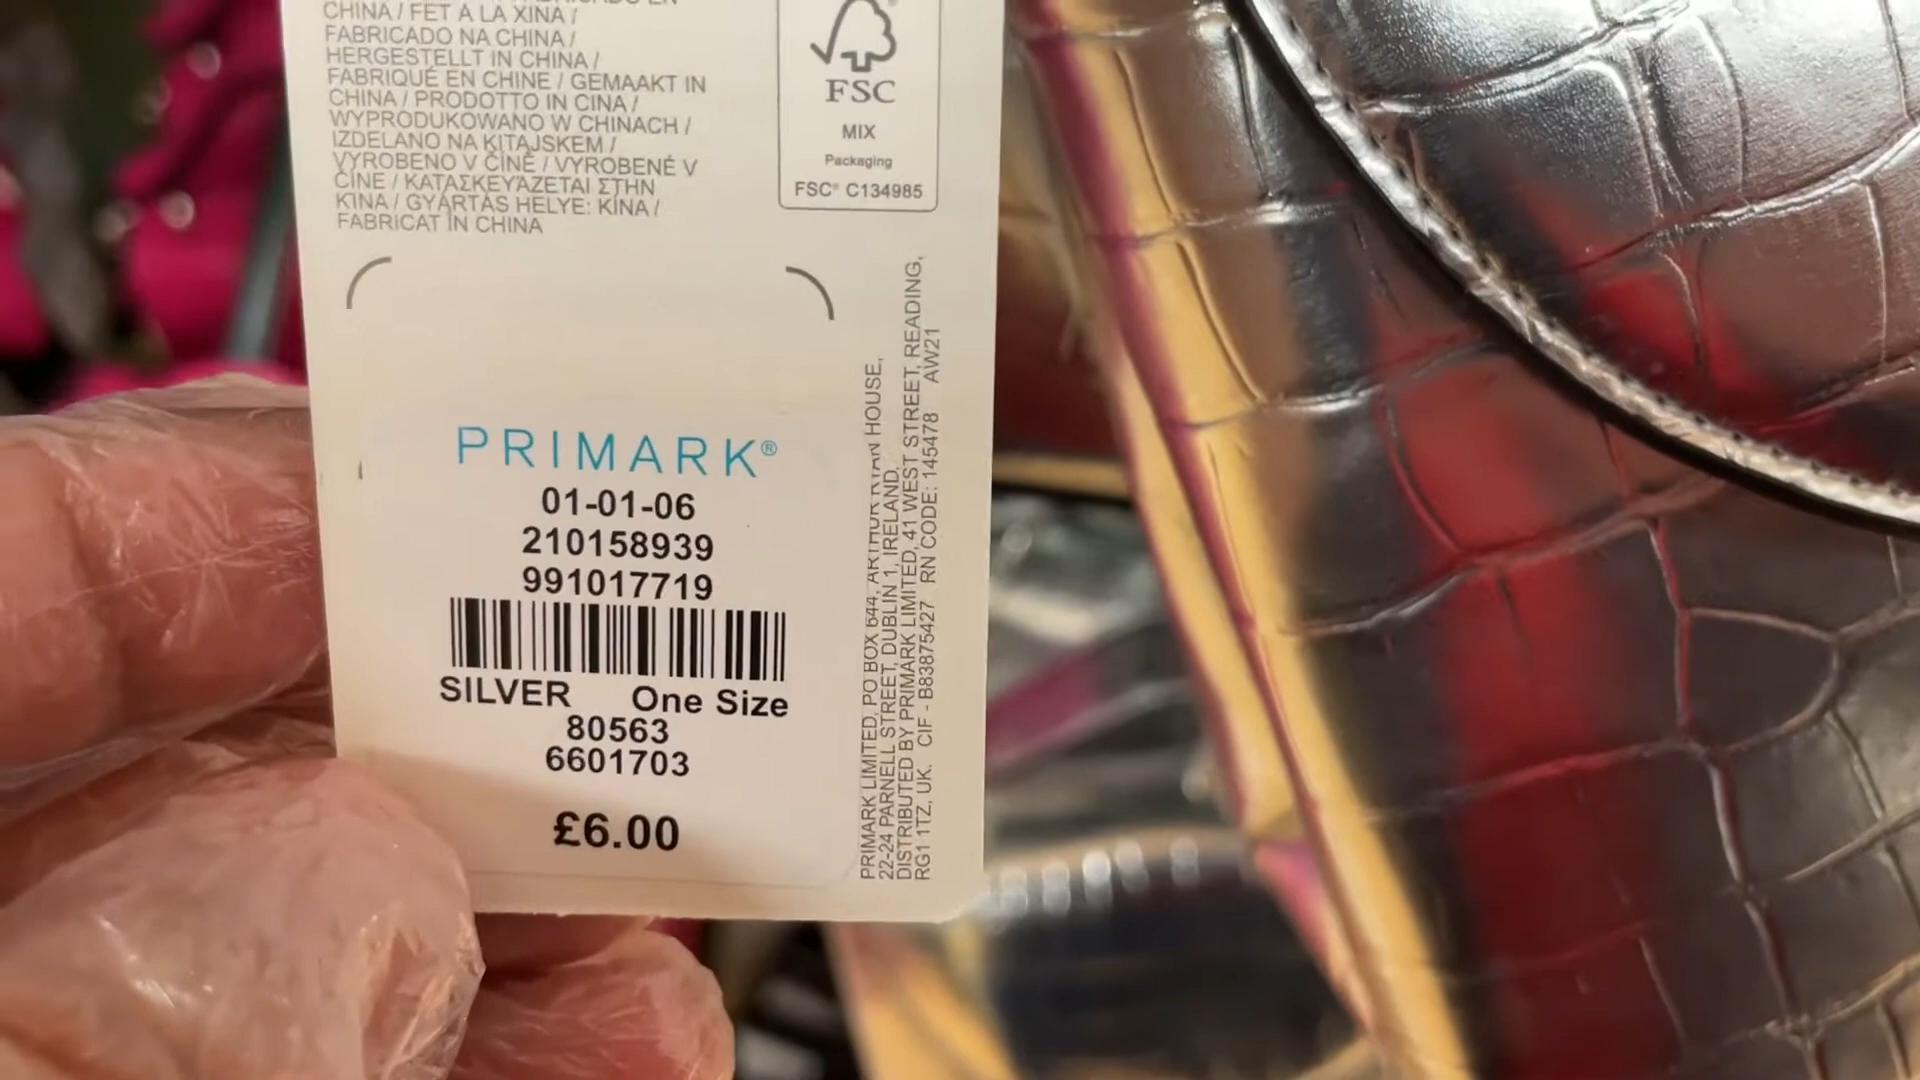 CHINA / FET A LA XINA /
FABRICADO NA CHINA /
HERGESTELLT IN CHINA /
FABRIQUÉ EN CHINE / GEMAAKT IN
CHINA / PRODOTTO IN CINA /
WYPRODUKOWANO W CHINACH /
IZDELANO NA KITAJSKEM /
VYROBENO V ČÍNĚ / VYROBENÉ V
ČÍNE / ΚΑΤΑΣΚΕΥΆΖΕΤΑΙ ΣΤΗΝ
ΚΊΝΑ / GYÁRTÁS HELYE: KÍNA /
FABRICAT ÎN CHINA
FSC
MIX
Packaging
FSC® C134985
PRIMARK®
01-01-06
210158939
991017719
SILVER One Size
80563
6601703
£6.00
PRIMARK LIMITED, PO BOX 644, ARTHUR RYAN HOUSE,
22-24 PARNELL STREET, DUBLIN 1, IRELAND.
DISTRIBUTED BY PRIMARK LIMITED, 41 WEST STREET, READING,
RG1 1TZ, UK. CIF - B83875427 RN CODE: 145478 AW21